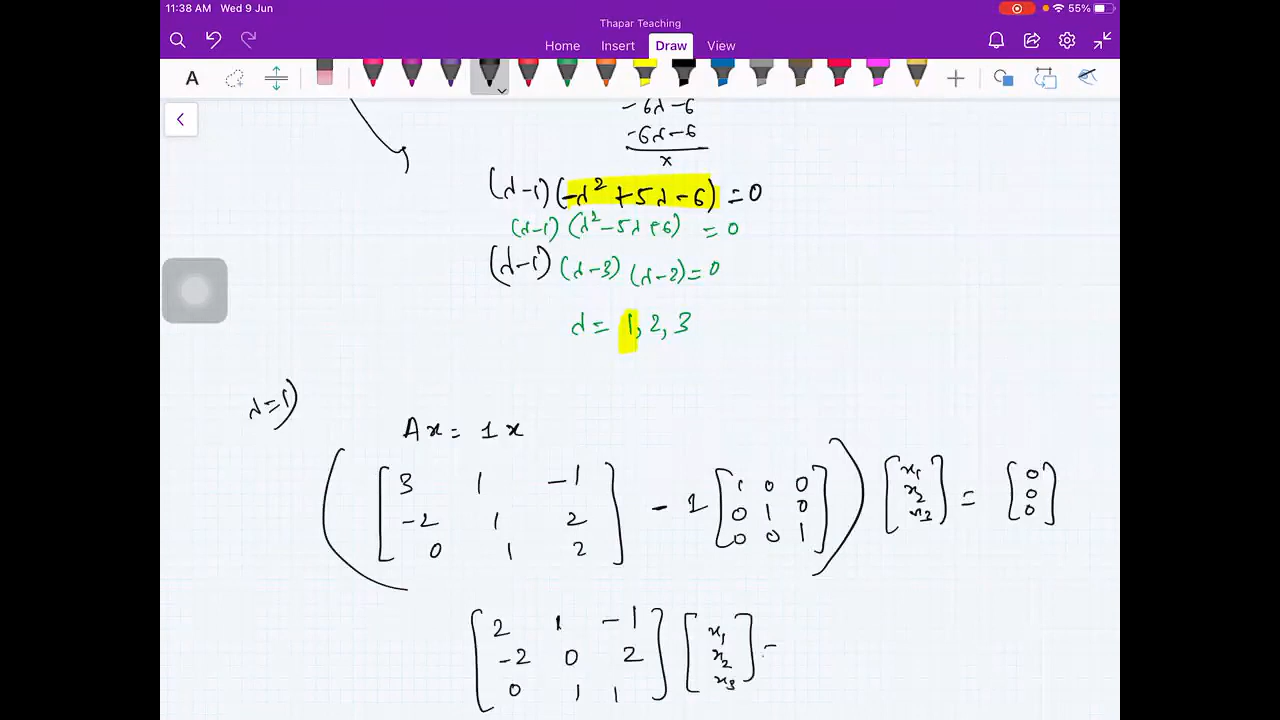 11:38 AM Wed 9 Jun
55%
Thapar Teaching
Home Insert Draw View
A
-6λ-6
-6λ-6
x
(λ-1)(-λ²+5λ-6)=0
(λ-1)(λ²-5λ+6) = 0
(λ-1)(λ-3)(λ-2)=0
λ= 1, 2, 3
λ=1)
Ax = 1x
([3 1 -1; -2 1 2; 0 1 2] - 1[1 0 0; 0 1 0; 0 0 1])[x₁; x₂; x₃] = [0; 0; 0]
[2 1 -1; -2 0 2; 0 1 1][x₁; x₂; x₃] =